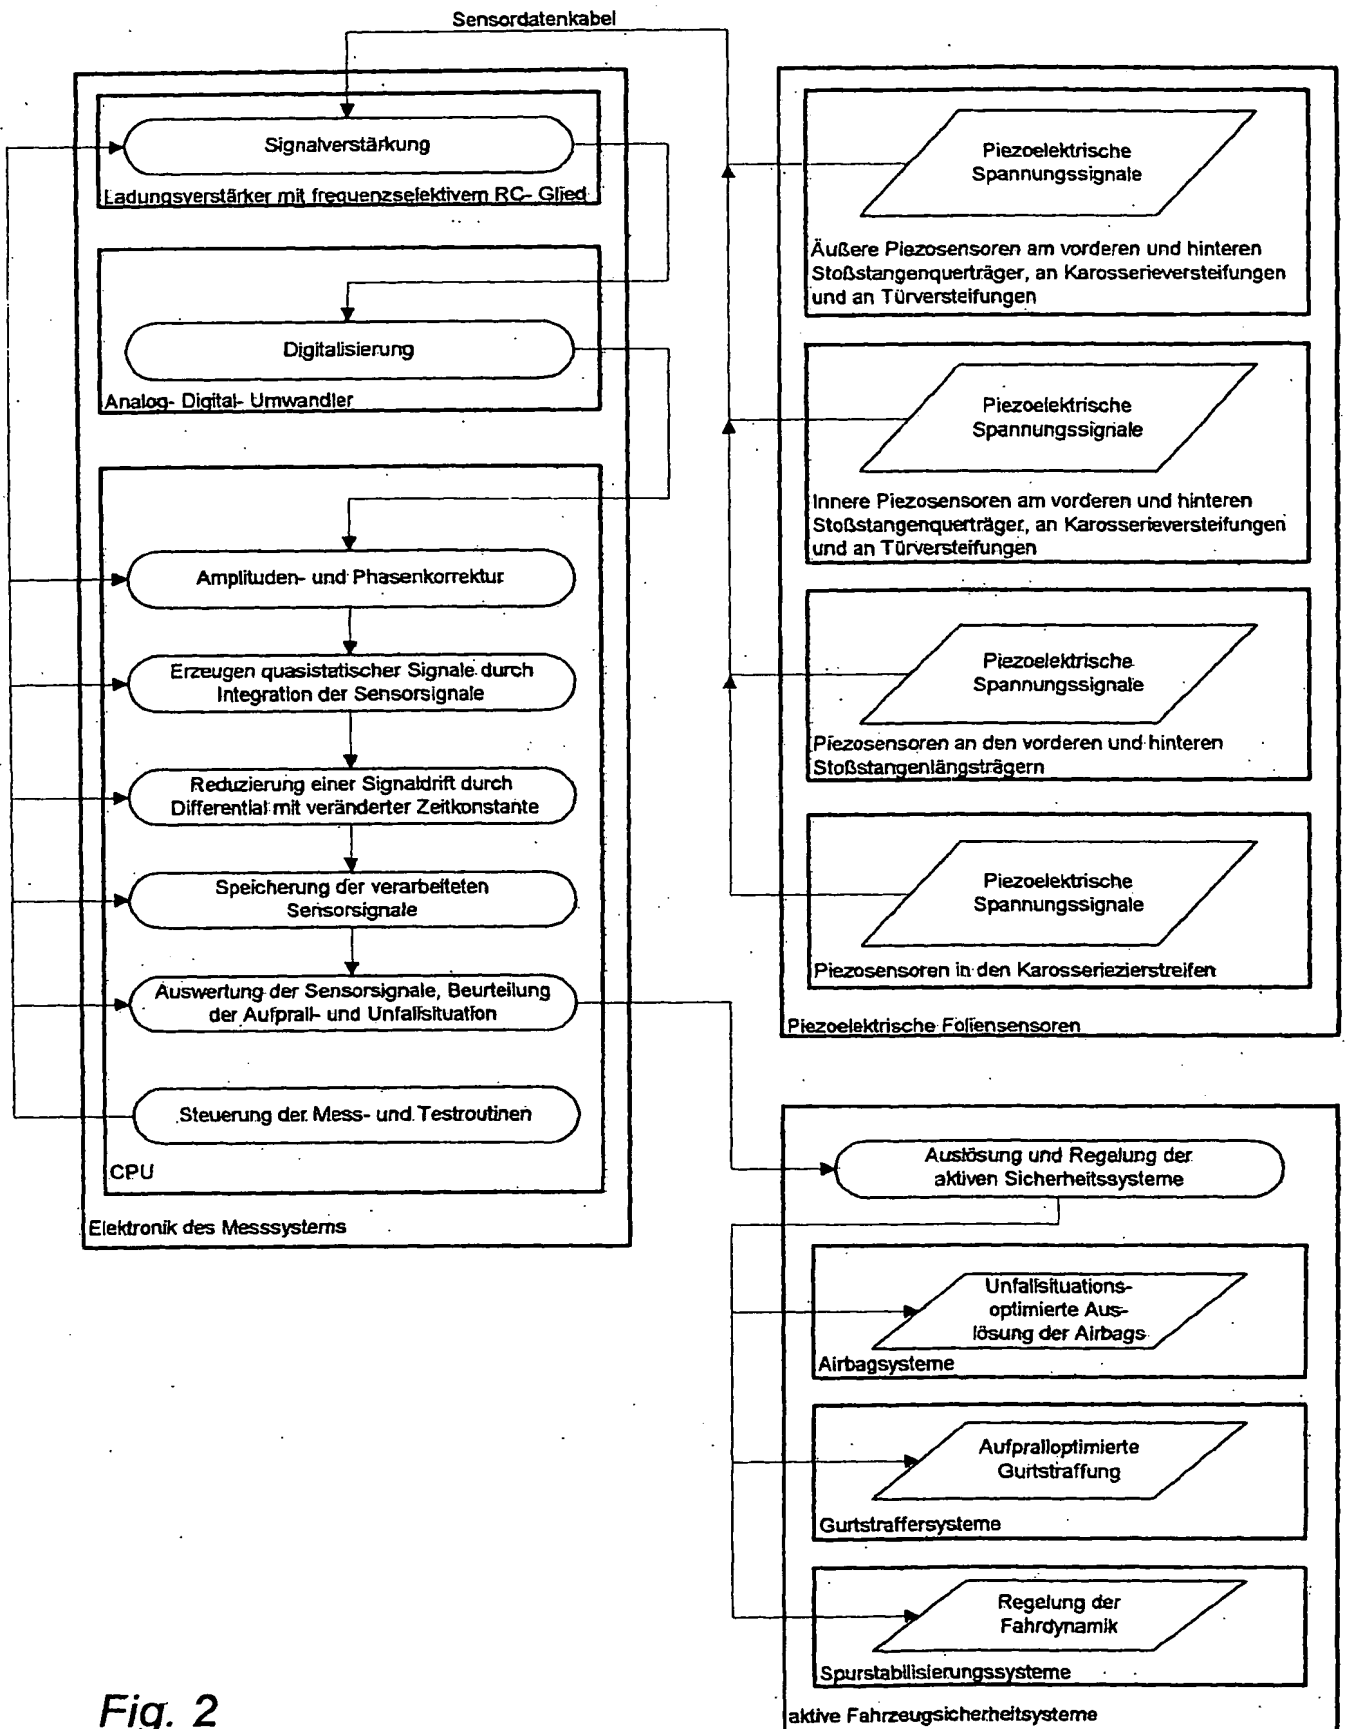 Sensordatenkabel
Signalverstärkung
Ladungsverstärker mit frequenzselektivem RC- Glied
Digitalisierung
Analog- Digital- Umwandler
Amplituden- und Phasenkorrektur
Erzeugen quasistatischer Signale durch
Integration der Sensorsignale
Reduzierung einer Signaldrift durch
Differential mit veränderter Zeitkonstante
Speicherung der verarbeiteten
Sensorsignale
Auswertung der Sensorsignale, Beurteilung
der Aufprall- und Unfallsituation
Steuerung der Mess- und Testroutinen
CPU
Elektronik des Messsystems
Piezoelektrische
Spannungssignale
Äußere Piezosensoren am vorderen und hinteren
Stoßstangenquerträger, an Karosserieversteifungen
und an Türversteifungen
Piezoelektrische
Spannungssignale
Innere Piezosensoren am vorderen und hinteren
Stoßstangenquerträger, an Karosserieversteifungen
und an Türversteifungen
Piezoelektrische
Spannungssignale
Piezosensoren an den vorderen und hinteren
Stoßstangenlängsträgern
Piezoelektrische
Spannungssignale
Piezosensoren in den Karosseriezierstreifen
Piezoelektrische Foliensensoren
Auslösung und Regelung der
aktiven Sicherheitssysteme
Unfallsituations-
optimierte Aus-
lösung der Airbags
Airbagsysteme
Aufpralloptimierte
Gurtstraffung
Gurtstraffersysteme
Regelung der
Fahrdynamik
Spurstabilisierungssysteme
aktive Fahrzeugsicherheitsysteme
Fig. 2